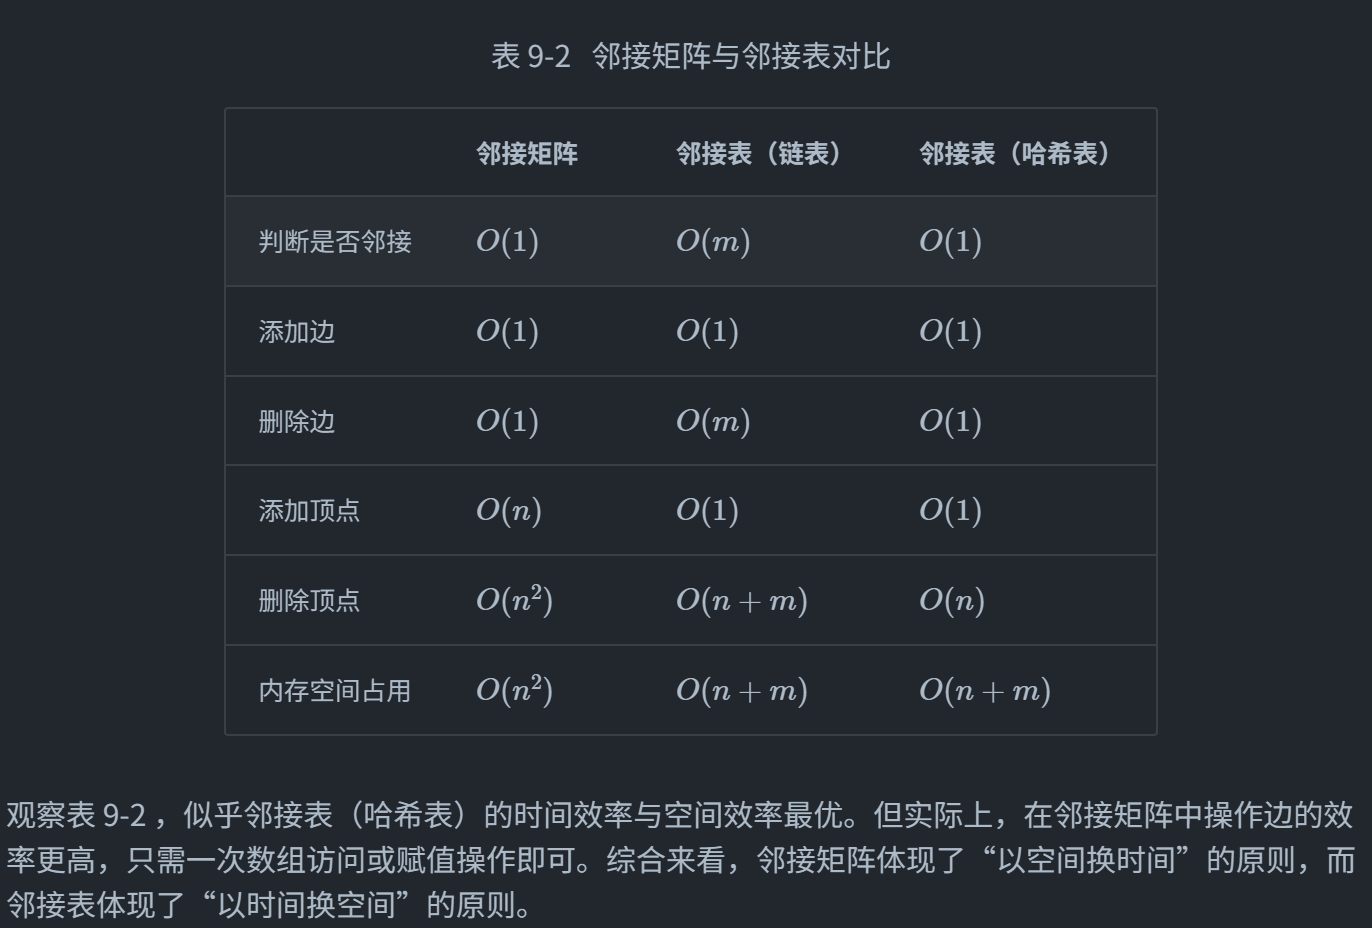 表 9-2 邻接矩阵与邻接表对比
邻接矩阵 邻接表（链表） 邻接表（哈希表）
判断是否邻接 O(1) O(m) O(1)
添加边 O(1) O(1) O(1)
删除边 O(1) O(m) O(1)
添加顶点 O(n) O(1) O(1)
删除顶点 O(n²) O(n + m) O(n)
内存空间占用 O(n²) O(n + m) O(n + m)
观察表 9-2 ，似乎邻接表（哈希表）的时间效率与空间效率最优。但实际上，在邻接矩阵中操作边的效
率更高，只需一次数组访问或赋值操作即可。综合来看，邻接矩阵体现了“以空间换时间”的原则，而
邻接表体现了“以时间换空间”的原则。